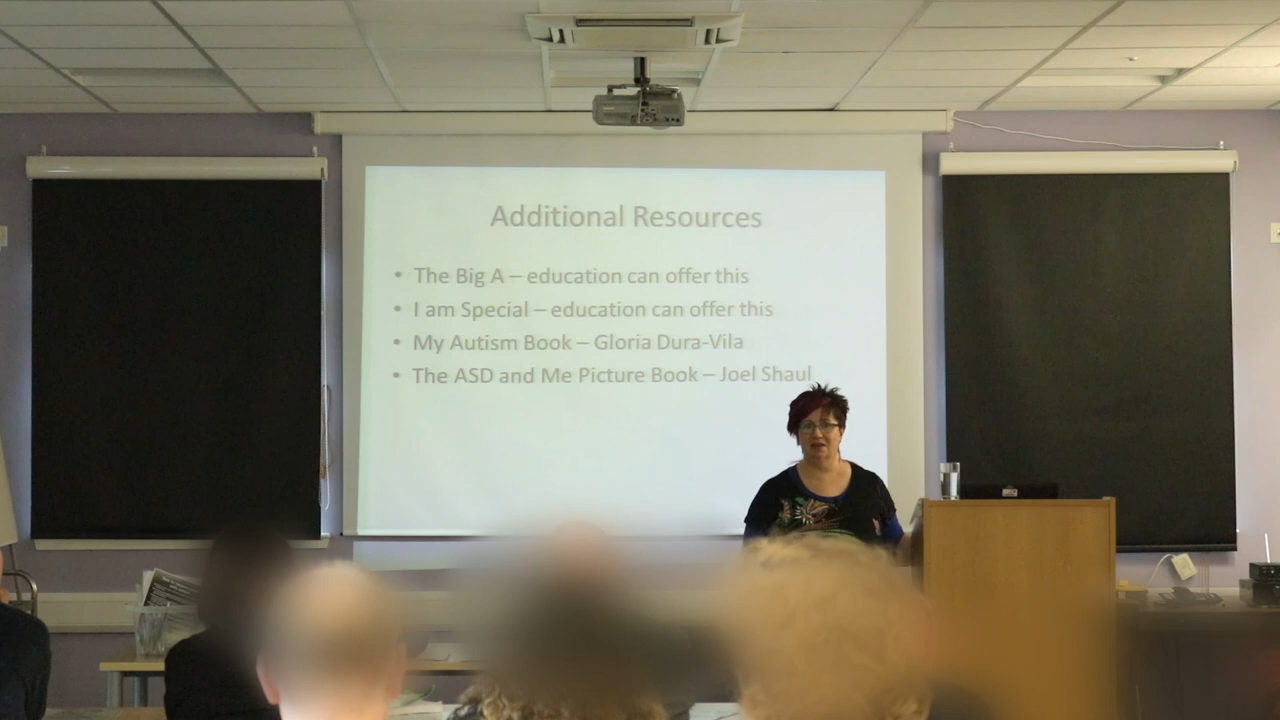 Additional Resources
• The Big A – education can offer this
• I am Special – education can offer this
• My Autism Book – Gloria Dura-Vila
• The ASD and Me Picture Book – Joel Shaul